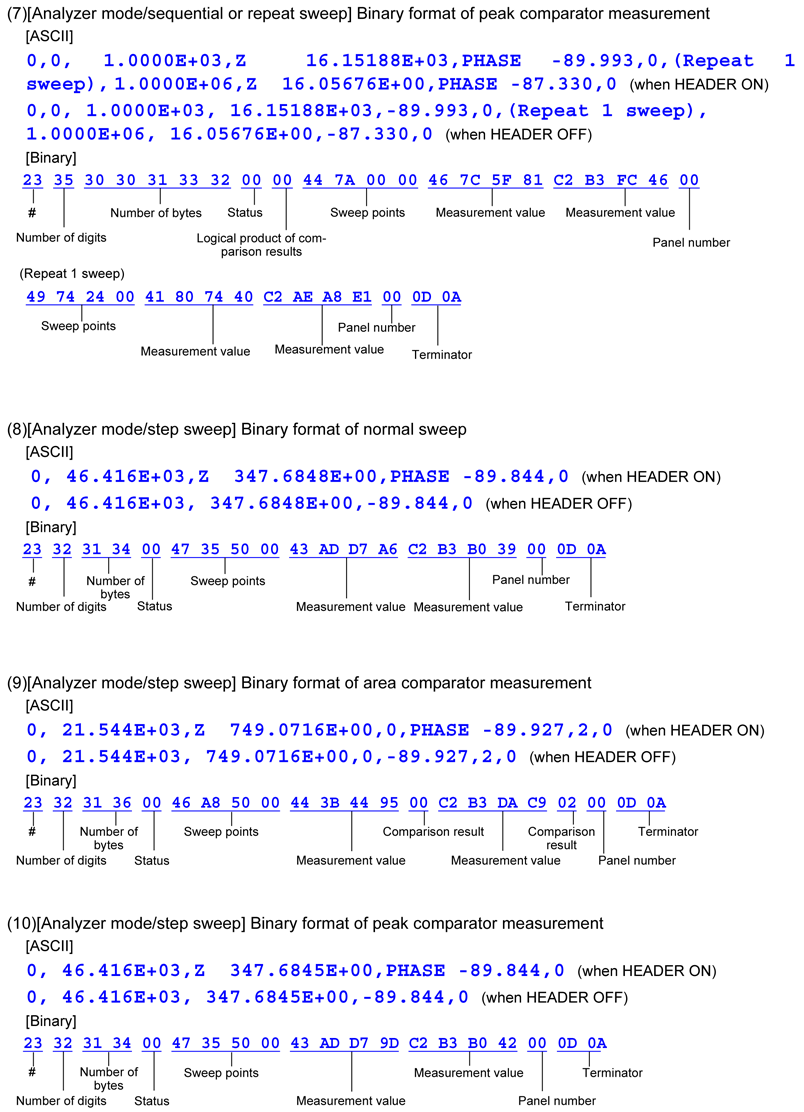 (7)[Analyzer mode/sequential or repeat sweep] Binary format of peak comparator measurement
[ASCII]
0,0, 1.0000E+03,Z 16.15188E+03,PHASE -89.993,0,(Repeat 1
sweep),1.0000E+06,Z 16.05676E+00,PHASE -87.330,0 (when HEADER ON)
0,0, 1.0000E+03, 16.15188E+03,-89.993,0,(Repeat 1 sweep),
1.0000E+06, 16.05676E+00,-87.330,0 (when HEADER OFF)
[Binary]
23 35 30 30 31 33 32 00 00 44 7A 00 00 46 7C 5F 81 C2 B3 FC 46 00
# Number of bytes Status Sweep points Measurement value Measurement value
Number of digits Logical product of com-
parison results Panel number
(Repeat 1 sweep)
49 74 24 00 41 80 74 40 C2 AE A8 E1 00 0D 0A
Sweep points Panel number
Measurement value Measurement value Terminator
(8)[Analyzer mode/step sweep] Binary format of normal sweep
[ASCII]
0, 46.416E+03,Z 347.6848E+00,PHASE -89.844,0 (when HEADER ON)
0, 46.416E+03, 347.6848E+00,-89.844,0 (when HEADER OFF)
[Binary]
23 32 31 34 00 47 35 50 00 43 AD D7 A6 C2 B3 B0 39 00 0D 0A
# Number of Sweep points Panel number
bytes
Number of digits Status Measurement value Measurement value Terminator
(9)[Analyzer mode/step sweep] Binary format of area comparator measurement
[ASCII]
0, 21.544E+03,Z 749.0716E+00,0,PHASE -89.927,2,0 (when HEADER ON)
0, 21.544E+03, 749.0716E+00,0,-89.927,2,0 (when HEADER OFF)
[Binary]
23 32 31 36 00 46 A8 50 00 44 3B 44 95 00 C2 B3 DA C9 02 00 0D 0A
# Number of Sweep points Comparison result Comparison Terminator
bytes result
Number of digits Status Measurement value Measurement value Panel number
(10)[Analyzer mode/step sweep] Binary format of peak comparator measurement
[ASCII]
0, 46.416E+03,Z 347.6845E+00,PHASE -89.844,0 (when HEADER ON)
0, 46.416E+03, 347.6845E+00,-89.844,0 (when HEADER OFF)
[Binary]
23 32 31 34 00 47 35 50 00 43 AD D7 9D C2 B3 B0 42 00 0D 0A
# Number of Sweep points Measurement value Terminator
bytes
Number of digits Status Measurement value Panel number